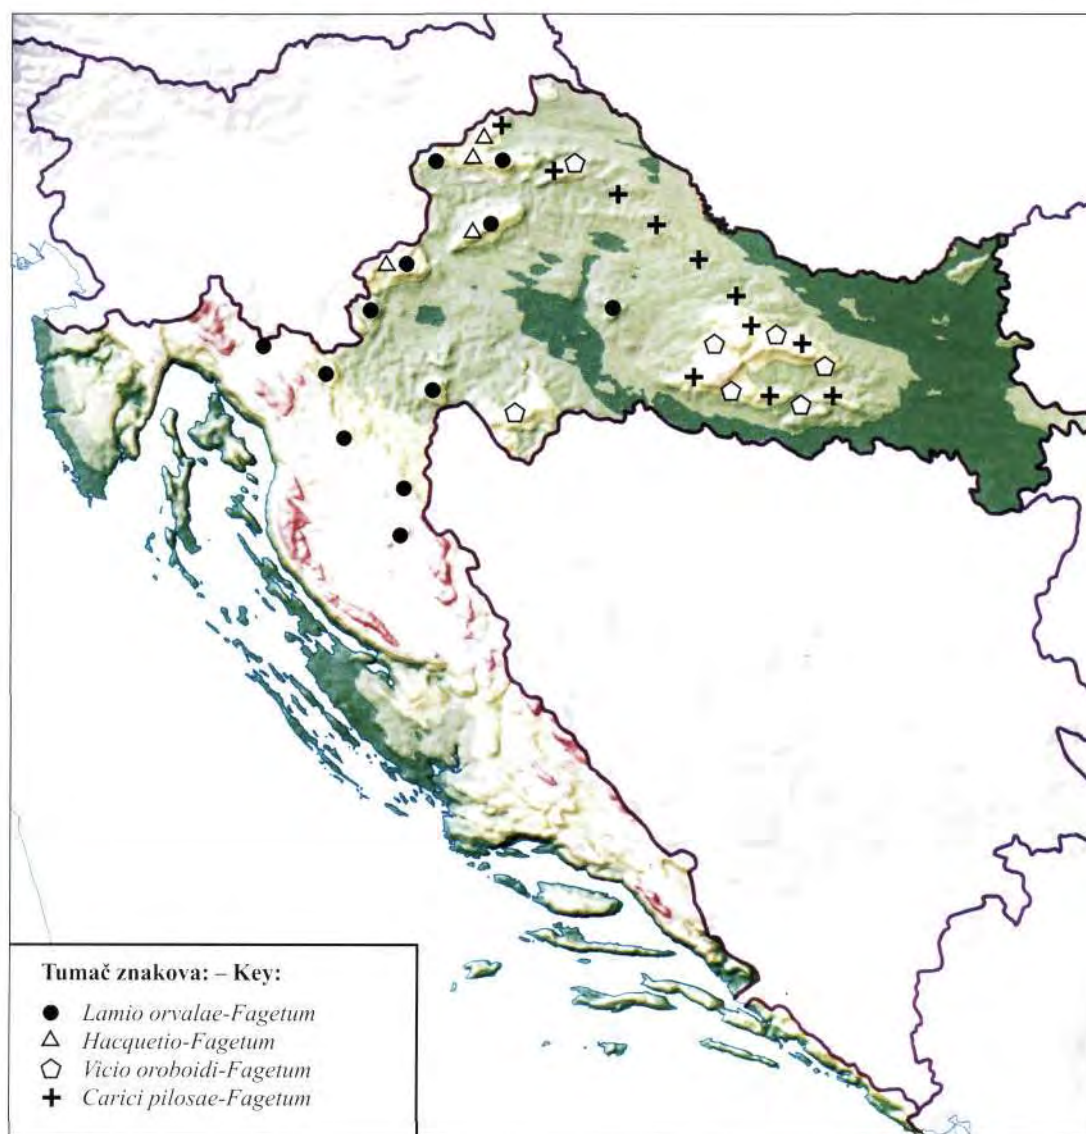 Tumač znakova: – Key:
Lamio orvalae-Fagetum
Hacquetio-Fagetum
Vicio oroboidi-Fagetum
Carici pilosae-Fagetum